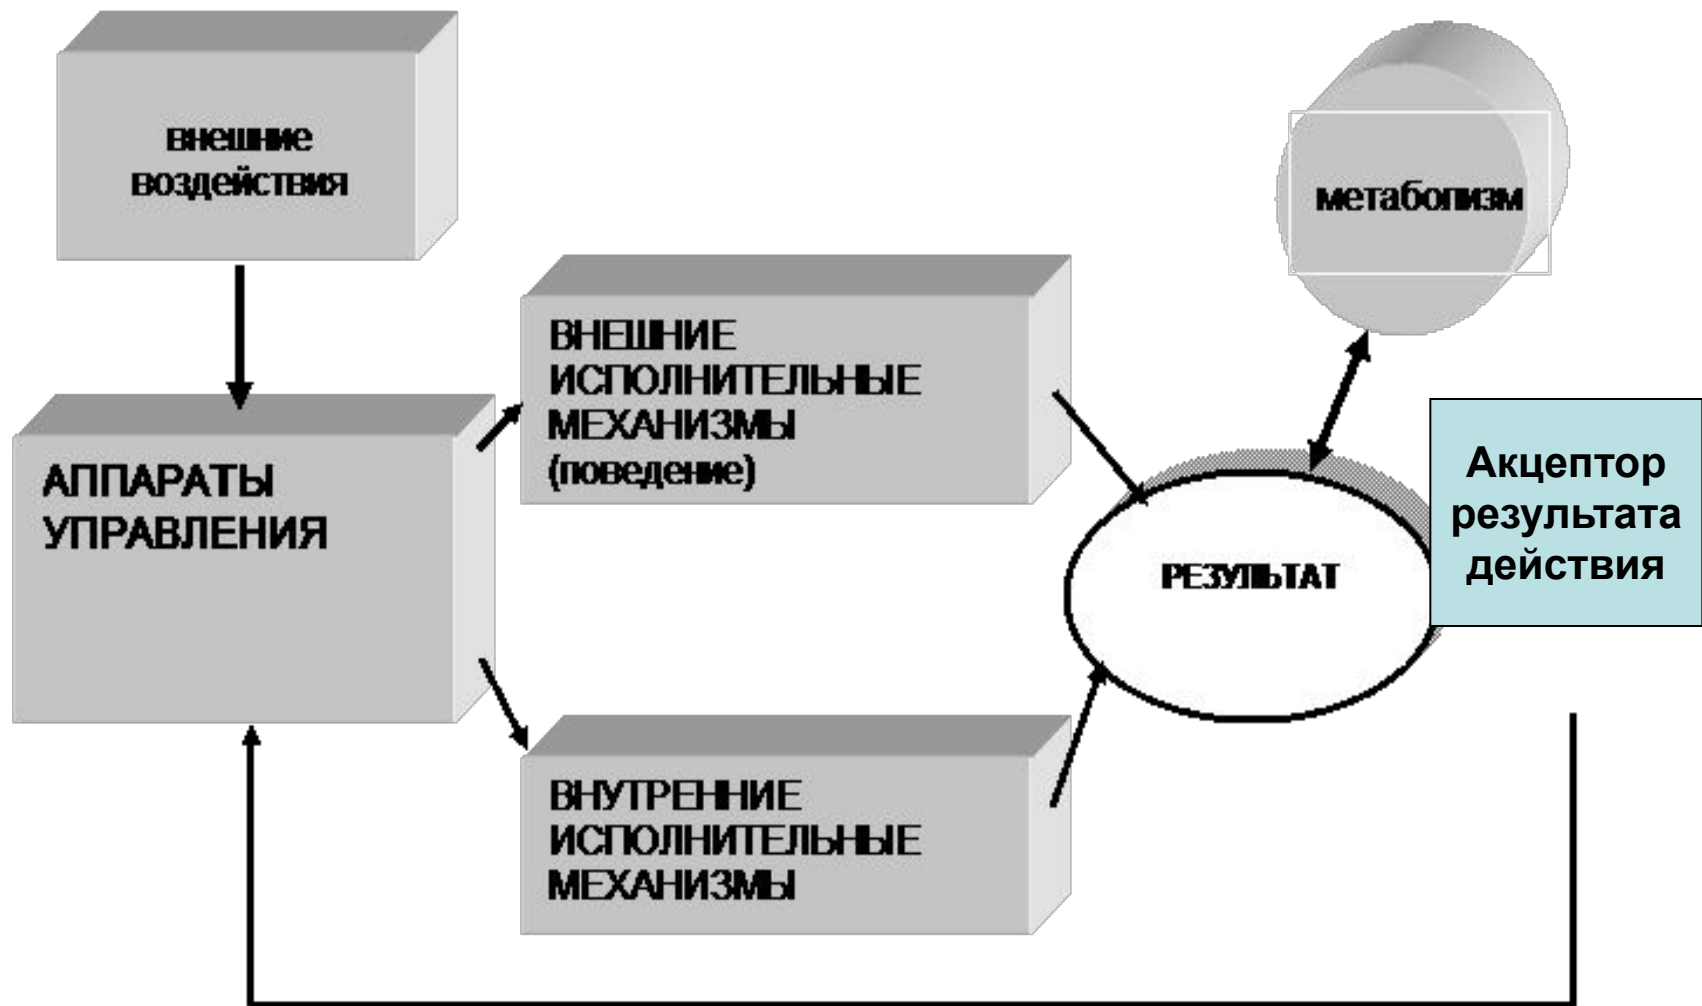 внешние
воздействия
метаболизм
ВНЕШНИЕ
ИСПОЛНИТЕЛЬНЫЕ
МЕХАНИЗМЫ
(поведение)
АППАРАТЫ
УПРАВЛЕНИЯ
Акцептор
результата
действия
РЕЗУЛЬТАТ
ВНУТРЕННИЕ
ИСПОЛНИТЕЛЬНЫЕ
МЕХАНИЗМЫ